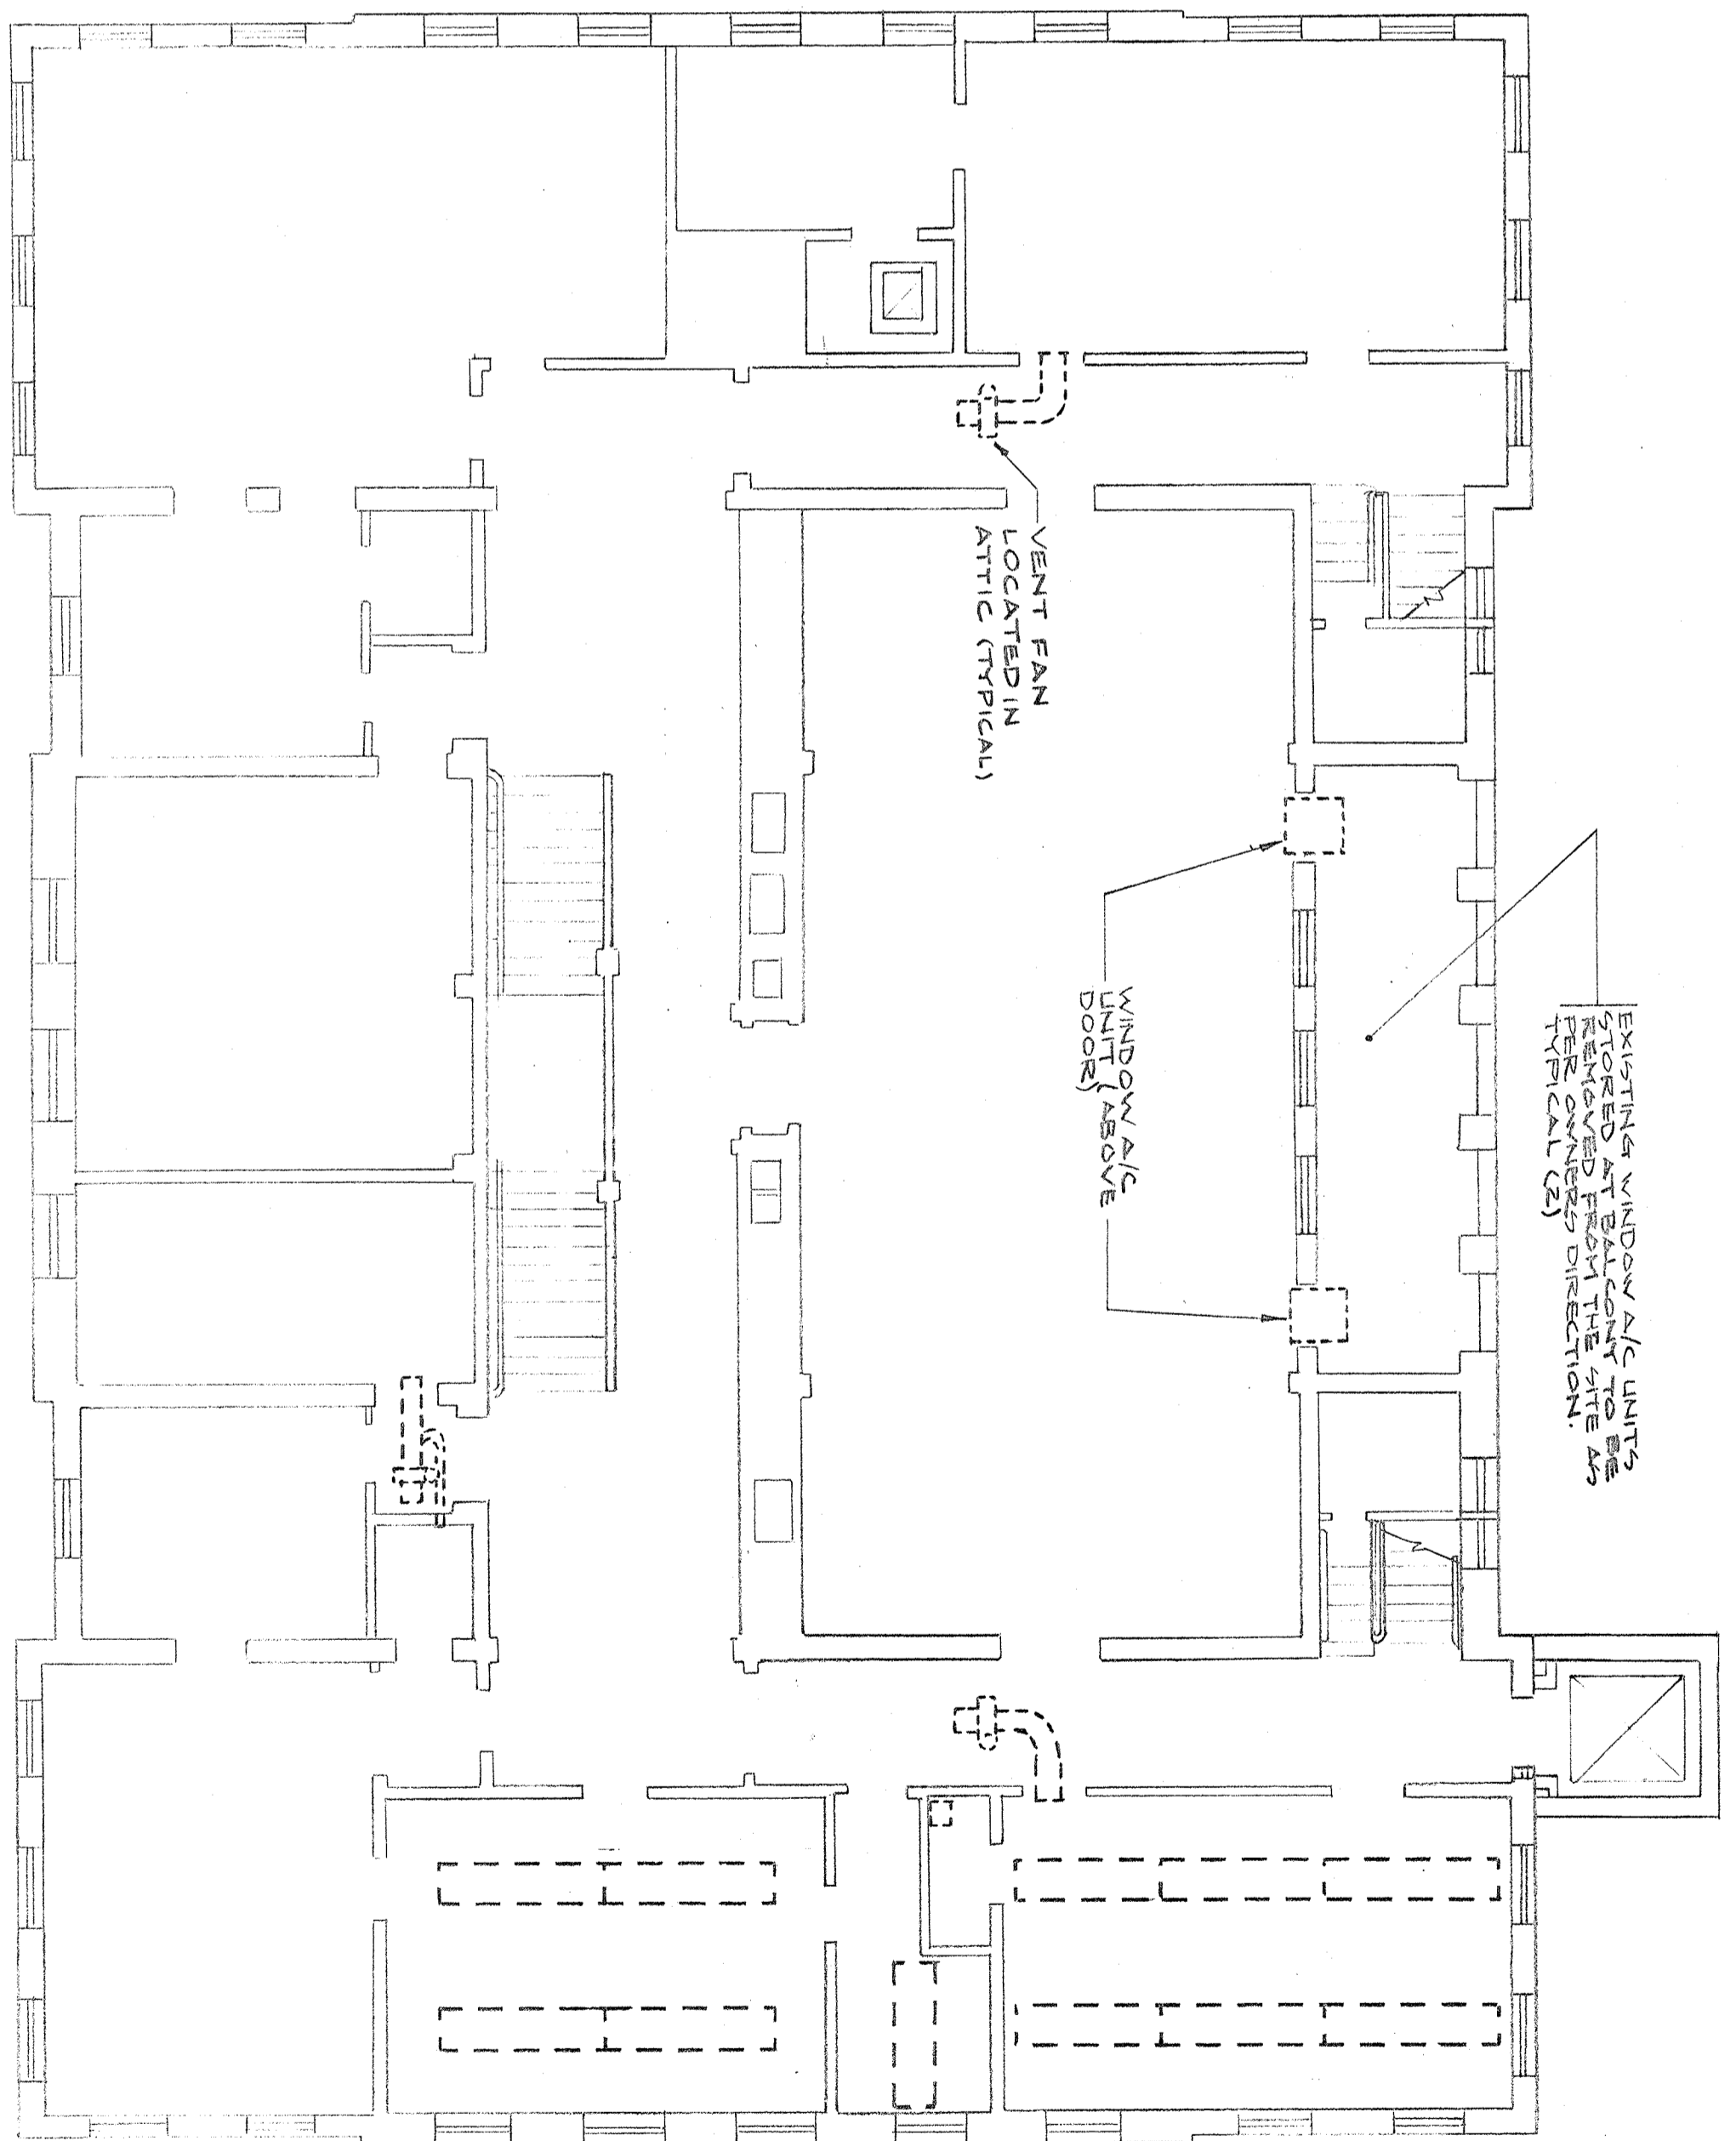 EXISTING WINDOW A/C UNITS
STORED AT BALCONY TO BE
REMOVED FROM THE SITE AS
PER OWNERS DIRECTION.
TYPICAL (2)
WINDOW A/C
UNIT (ABOVE
DOOR)
VENT FAN
LOCATED IN
ATTIC (TYPICAL)